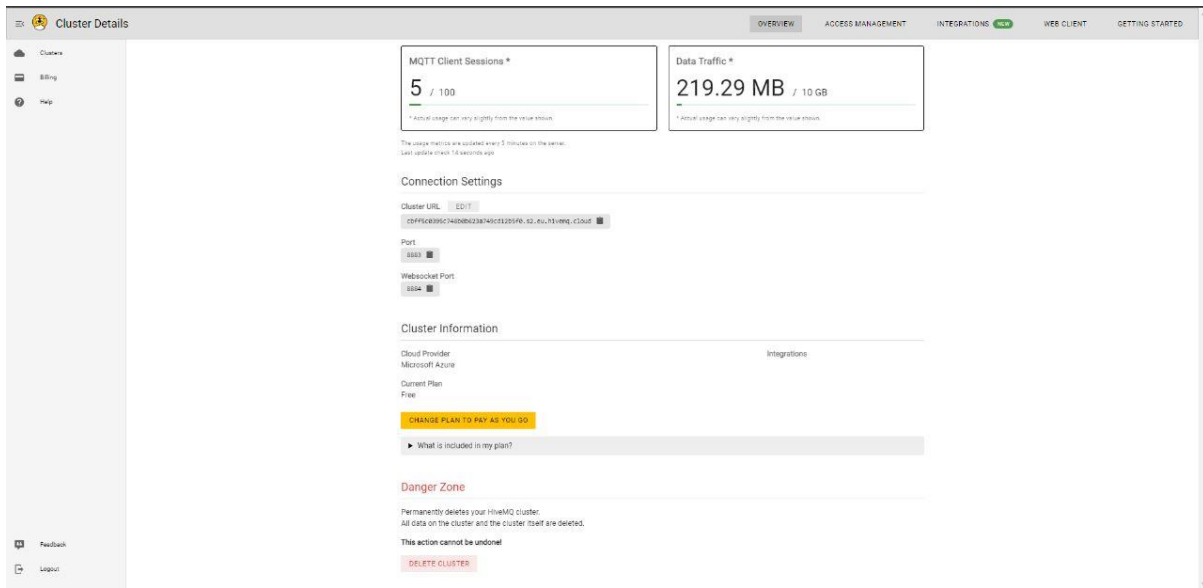 Cluster Details
OVERVIEW
ACCESS MANAGEMENT
INTEGRATIONS NEW
WEB CLIENT
GETTING STARTED
Clusters
Billing
Help
MQTT Client Sessions *
5 / 100
* Actual usage can vary slightly from the value shown.
Data Traffic *
219.29 MB / 10 GB
* Actual usage can vary slightly from the value shown.
The usage metrics are updated every 5 minutes on the server.
Last update check 14 seconds ago
Connection Settings
Cluster URL EDIT
.s2.eu.hivemq.cloud
Port
8883
Websocket Port
8884
Cluster Information
Cloud Provider
Microsoft Azure
Integrations
Current Plan
Free
CHANGE PLAN TO PAY AS YOU GO
What is included in my plan?
Danger Zone
Permanently deletes your HiveMQ cluster.
All data on the cluster and the cluster itself are deleted.
This action cannot be undone!
DELETE CLUSTER
Feedback
Logout